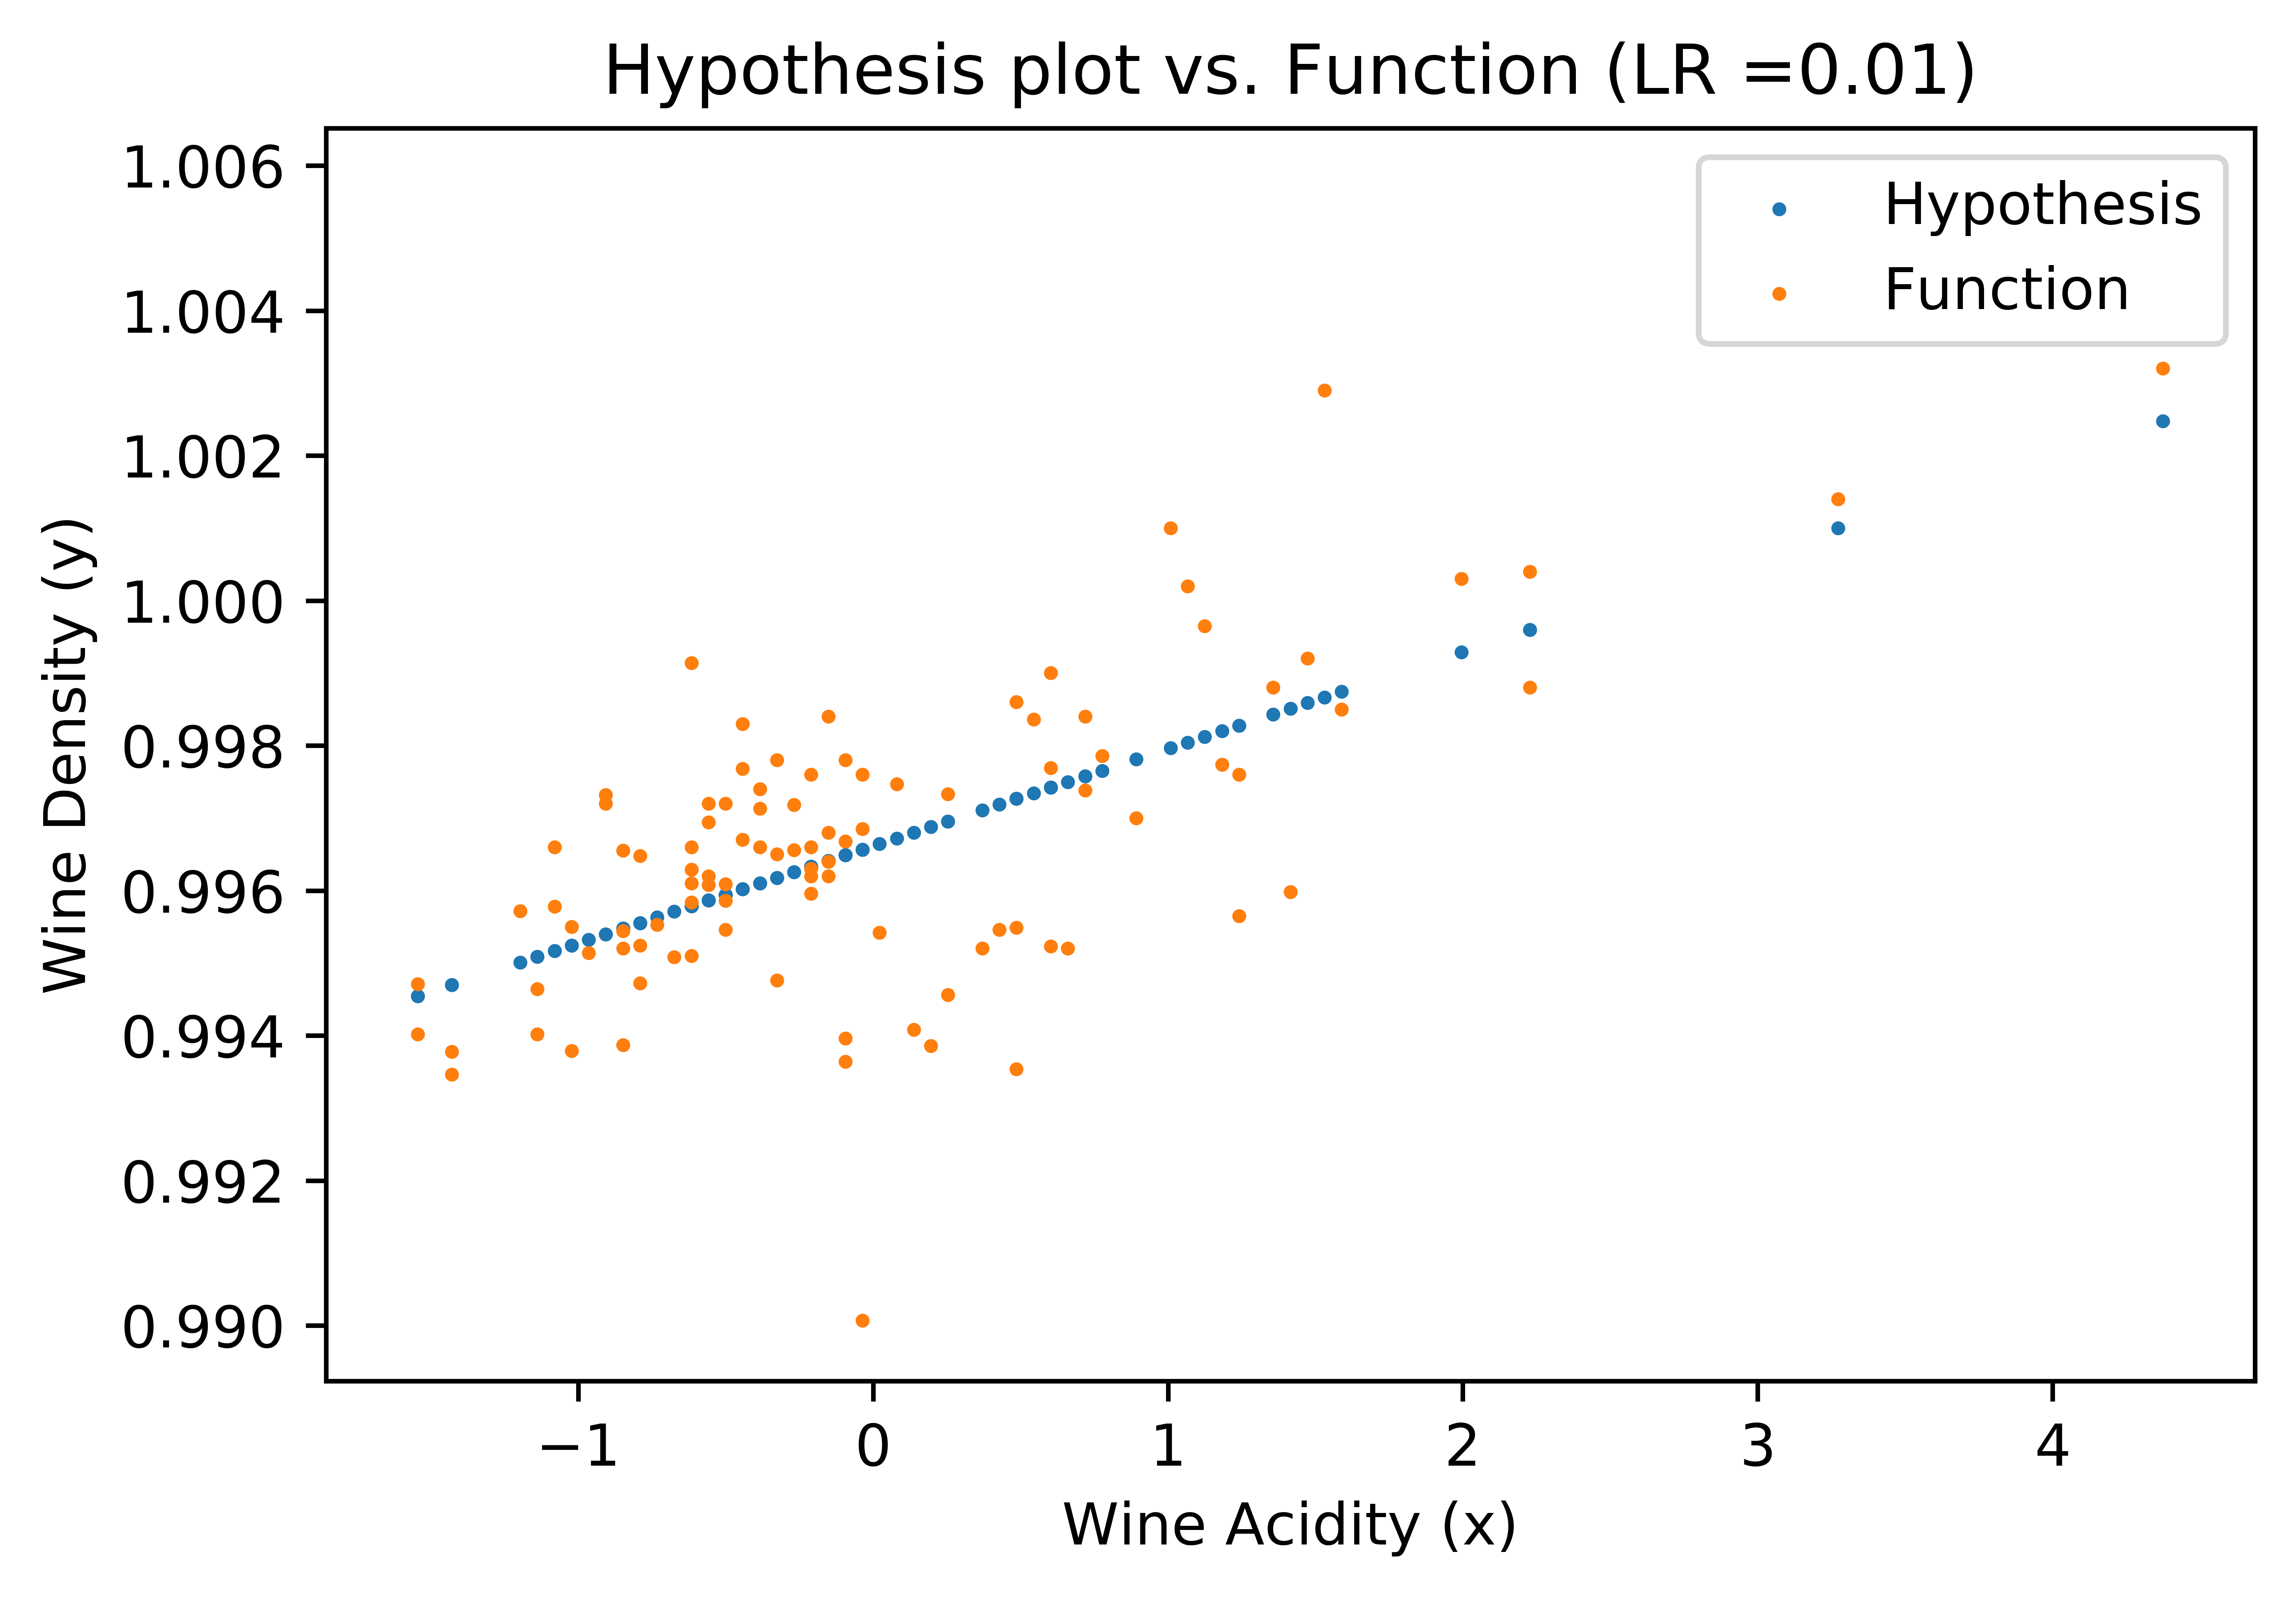 Hypothesis plot vs. Function (LR =0.01)
1.006
1.004
1.002
1.000
0.998
0.996
0.994
0.992
0.990
Wine Density (y)
Hypothesis
Function
−1 0 1 2 3 4
Wine Acidity (x)